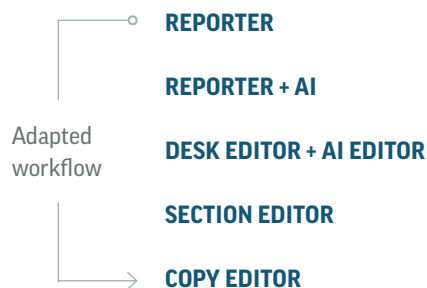 REPORTER
REPORTER + AI
Adapted
workflow
DESK EDITOR + AI EDITOR
SECTION EDITOR
COPY EDITOR